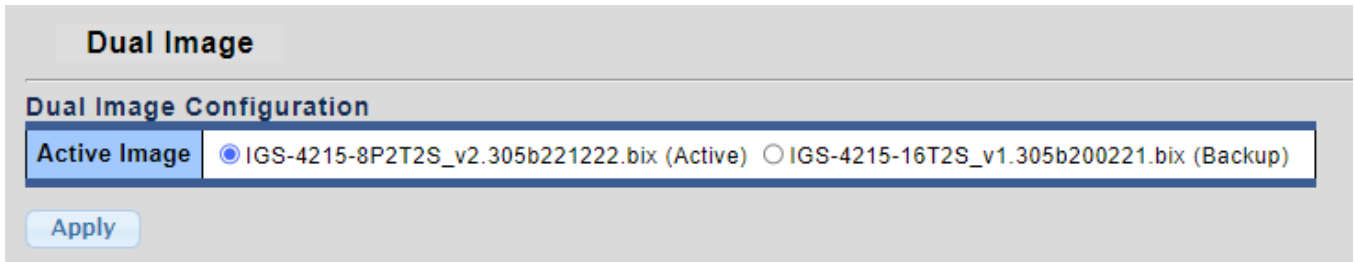 Dual Image
Dual Image Configuration
Active Image IGS-4215-8P2T2S_v2.305b221222.bix (Active) IGS-4215-16T2S_v1.305b200221.bix (Backup)
Apply